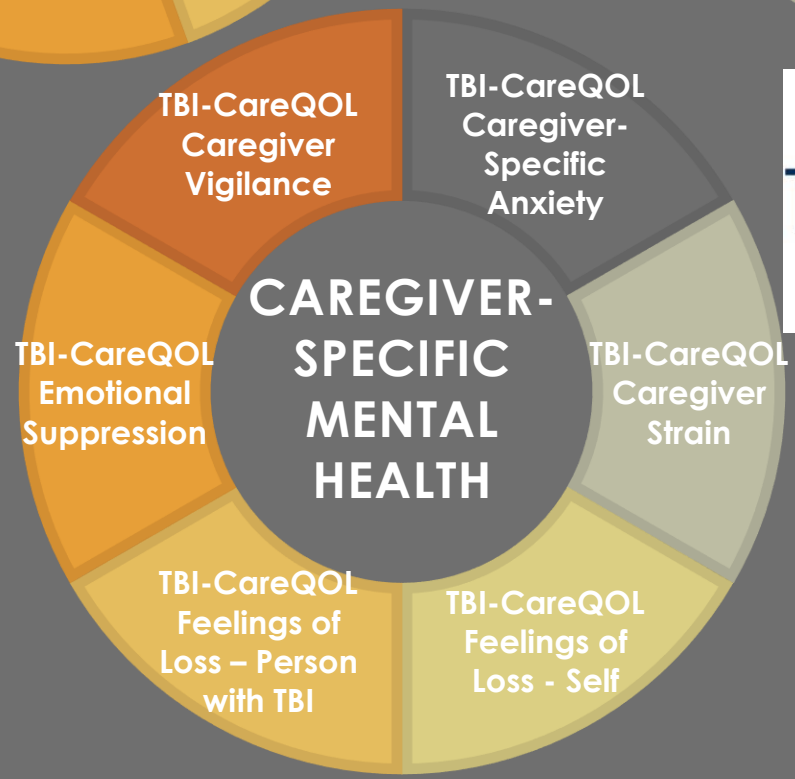 TBI-CareQOL
Caregiver
Vigilance
TBI-CareQOL
Caregiver-
Specific
Anxiety
TBI-CareQOL
Emotional
Suppression
CAREGIVER-
SPECIFIC
MENTAL
HEALTH
TBI-CareQOL
Caregiver
Strain
TBI-CareQOL
Feelings of
Loss – Person
with TBI
TBI-CareQOL
Feelings of
Loss - Self